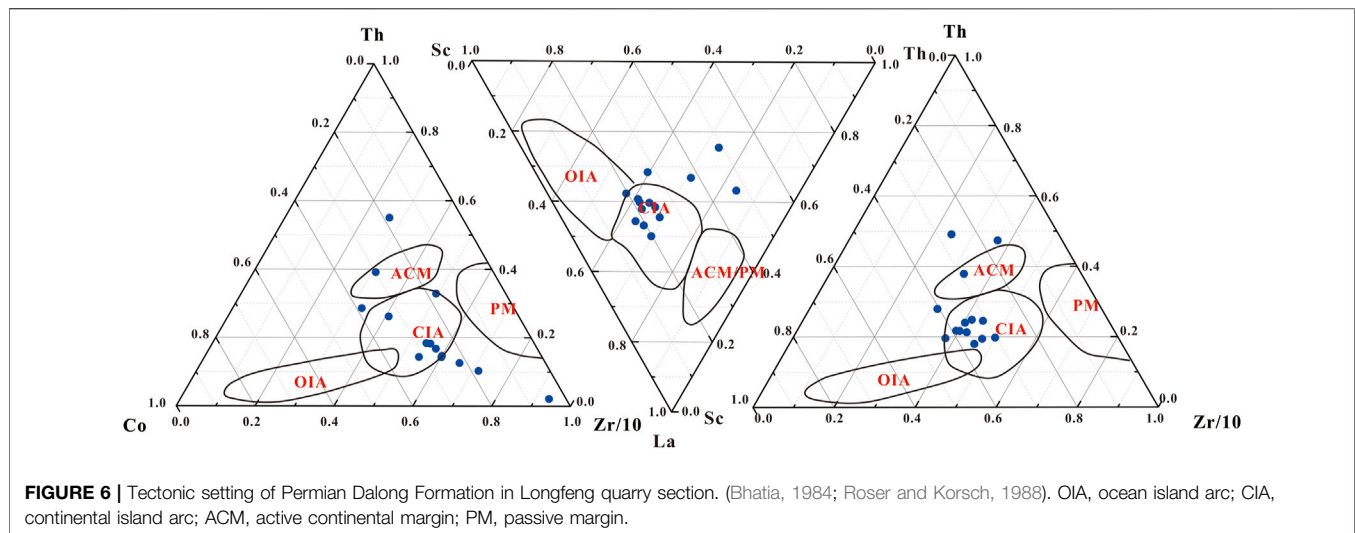 Th
0.0 1.0
0.2 0.8
0.4 0.6
0.6 0.4
0.8 0.2
1.0 0.0
ACM
PM
CIA
OIA
0.0 0.2 0.4 0.6 0.8 1.0
Co Zr/10
Sc 1.0 0.8 0.6 0.4 0.2 0.0
0.0 1.0
0.2 0.8
0.4 0.6
0.6 0.4
0.8 0.2
1.0 0.0
OIA
CIA
ACM/PM
La
Th
Th 0.0 1.0
0.2 0.8
0.4 0.6
0.6 0.4
0.8 0.2
1.0 0.0
ACM
PM
CIA
OIA
0.0 0.2 0.4 0.6 0.8 1.0
Sc Zr/10
FIGURE 6 | Tectonic setting of Permian Dalong Formation in Longfeng quarry section. (Bhatia, 1984; Roser and Korsch, 1988). OIA, ocean island arc; CIA,
continental island arc; ACM, active continental margin; PM, passive margin.